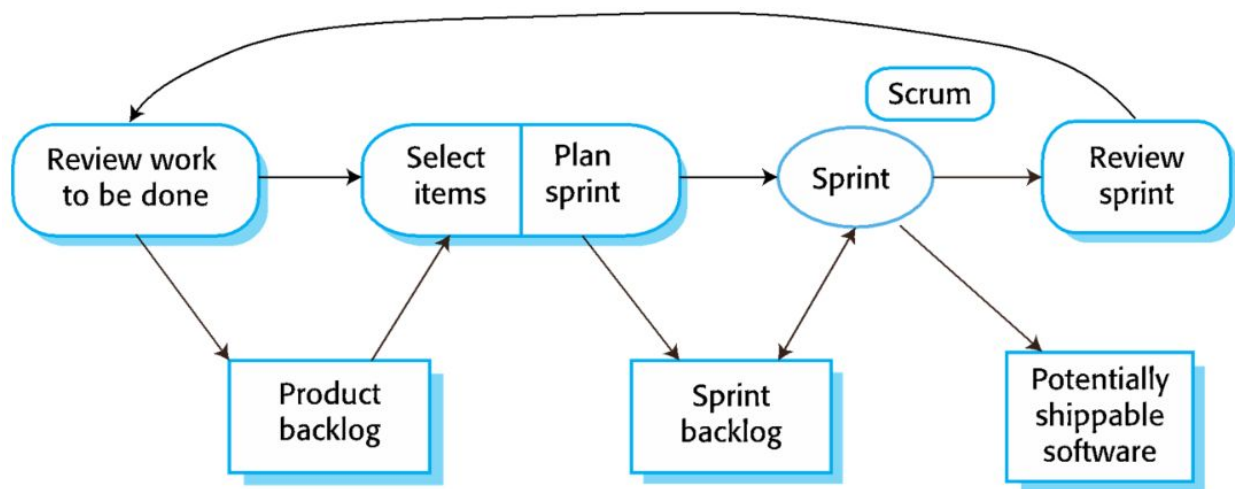 Scrum
Review work
to be done
Select
items
Plan
sprint
Sprint
Review
sprint
Product
backlog
Sprint
backlog
Potentially
shippable
software